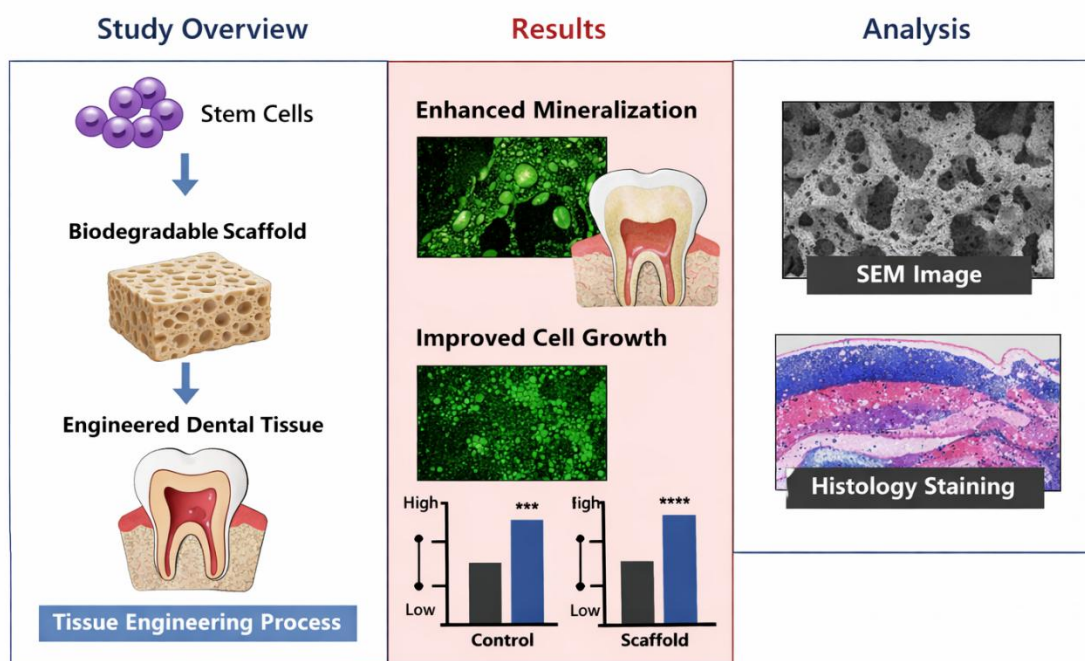 Study Overview
Stem Cells
Biodegradable Scaffold
Engineered Dental Tissue
Tissue Engineering Process
Results
Enhanced Mineralization
Improved Cell Growth
High
***
Low
Control
figh
****
Low
Scaffold
Analysis
SEM Image
Histology Staining